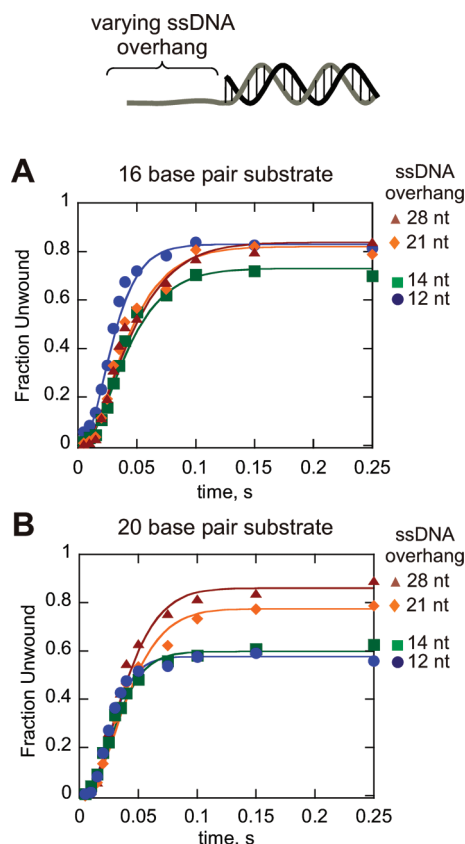 varying ssDNA
overhang
A
16 base pair substrate
ssDNA
overhang
28 nt
21 nt
14 nt
12 nt
Fraction Unwound
1
0.8
0.6
0.4
0.2
0
0 0.05 0.1 0.15 0.2 0.25
time, s
B
20 base pair substrate
ssDNA
overhang
28 nt
21 nt
14 nt
12 nt
Fraction Unwound
1
0.8
0.6
0.4
0.2
0
0 0.05 0.1 0.15 0.2 0.25
time, s